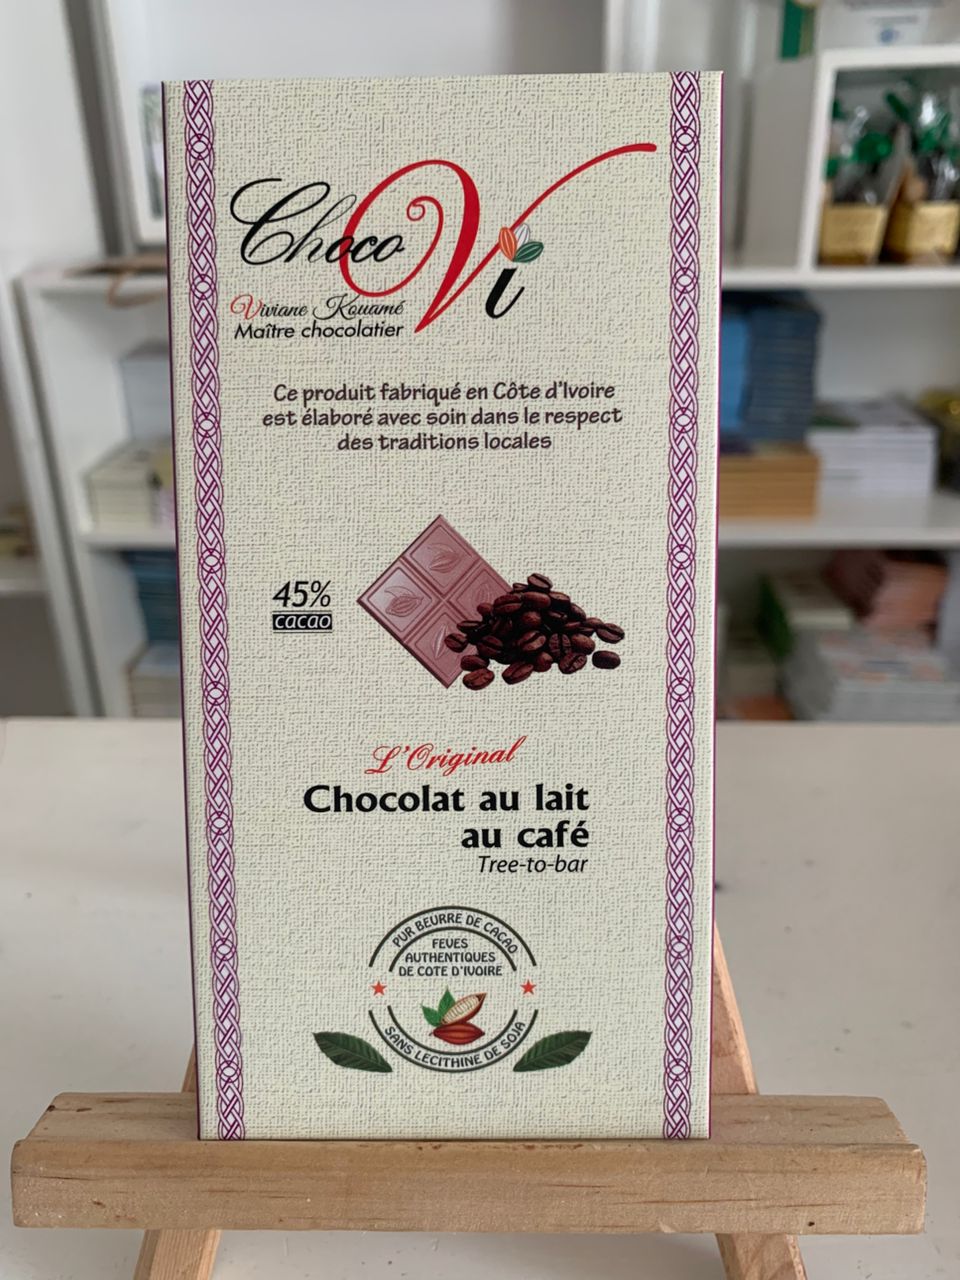 ChocoVi
Viviane Kouamé
Maître chocolatier
Ce produit fabriqué en Côte d'Ivoire
est élaboré avec soin dans le respect
des traditions locales
45%
cacao
L'Original
Chocolat au lait
au café
Tree-to-bar
PUR BEURRE DE CACAO
FEVES
AUTHENTIQUES
DE COTE D'IVOIRE
SANS LECITHINE DE SOJA